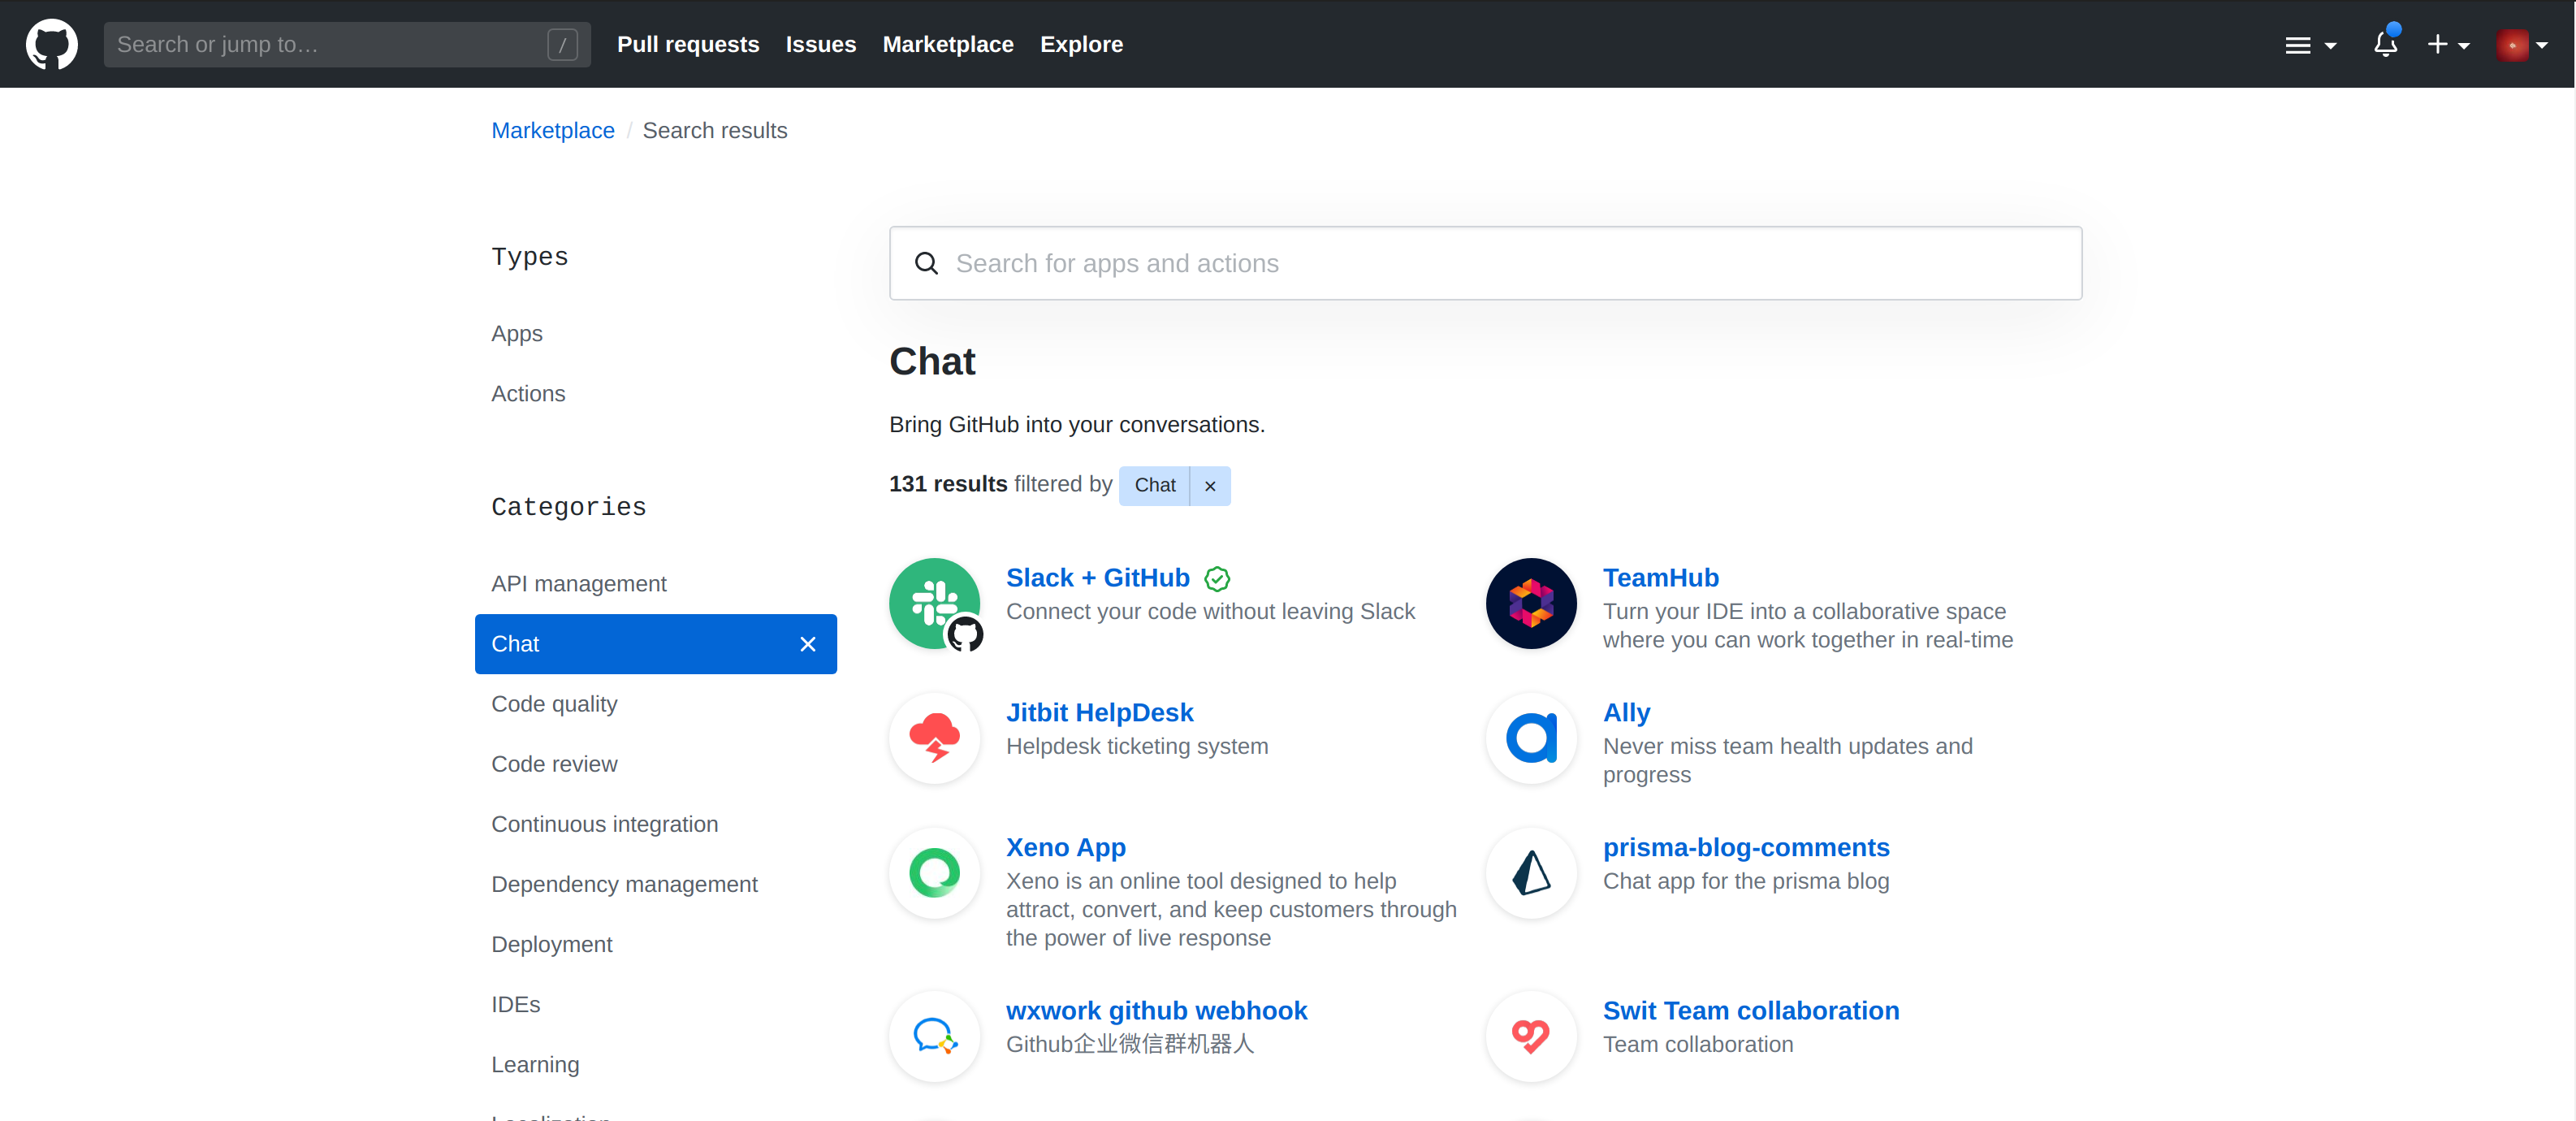 Search or jump to…
/
Pull requests
Issues
Marketplace
Explore
Marketplace / Search results
Types
Apps
Actions
Categories
API management
Chat
Code quality
Code review
Continuous integration
Dependency management
Deployment
IDEs
Learning
Search for apps and actions
Chat
Bring GitHub into your conversations.
131 results filtered by Chat ×
Slack + GitHub
Connect your code without leaving Slack
TeamHub
Turn your IDE into a collaborative space
where you can work together in real-time
Jitbit HelpDesk
Helpdesk ticketing system
Ally
Never miss team health updates and
progress
Xeno App
Xeno is an online tool designed to help
attract, convert, and keep customers through
the power of live response
prisma-blog-comments
Chat app for the prisma blog
wxwork github webhook
Github企业微信群机器人
Swit Team collaboration
Team collaboration